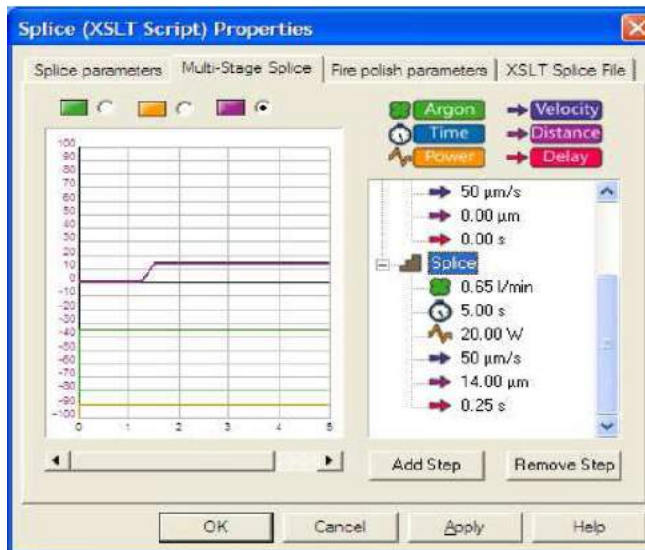 Splice (XSLT Script) Properties
Splice parameters Multi-Stage Splice Fire polish parameters XSLT Splice File
Argon Velocity
Time Distance
Power Delay
100
90
80
70
60
50
40
30
20
10
0
-10
-20
-30
-40
-50
-60
-70
-80
-90
-100
0 1 2 3 4 5
50 µm/s
0.00 µm
0.00 s
Splice
0.65 l/min
5.00 s
20.00 W
50 µm/s
14.00 µm
0.25 s
Add Step Remove Step
OK Cancel Apply Help